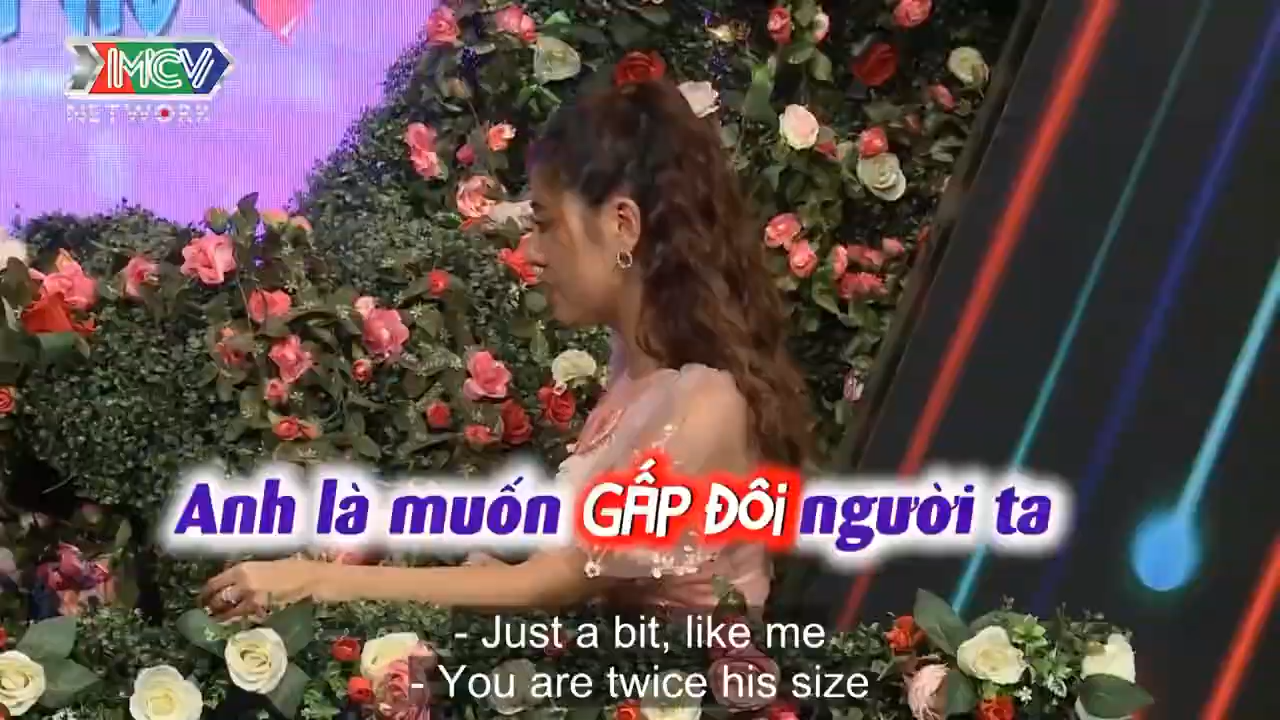 MCV
NETWORK
Anh là muốn GẤP ĐÔI người ta
- Just a bit, like me
- You are twice his size